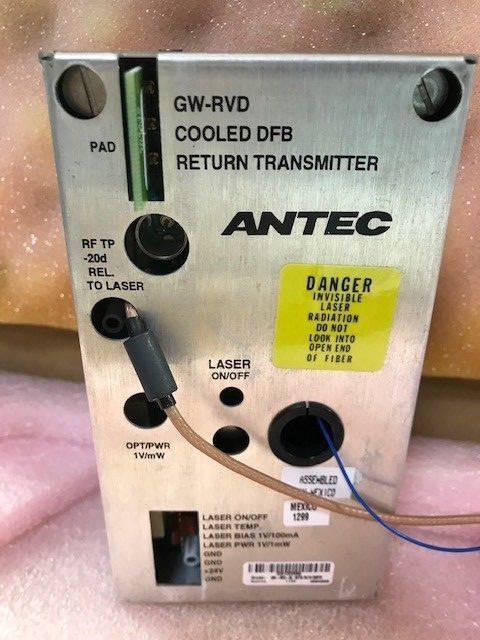 GW-RVD
COOLED DFB
RETURN TRANSMITTER
PAD
ANTEC
RF TP
-20d
REL.
TO LASER
DANGER
INVISIBLE
LASER
RADIATION
DO NOT
LOOK INTO
OPEN END
OF FIBER
LASER
ON/OFF
OPT/PWR
1V/mW
ASSEMBLED
MEXICO
MEXICO
1299
LASER ON/OFF
LASER TEMP.
LASER BIAS 1V/100mA
LASER PWR 1V/1mW
GND
GND
+24V
GND